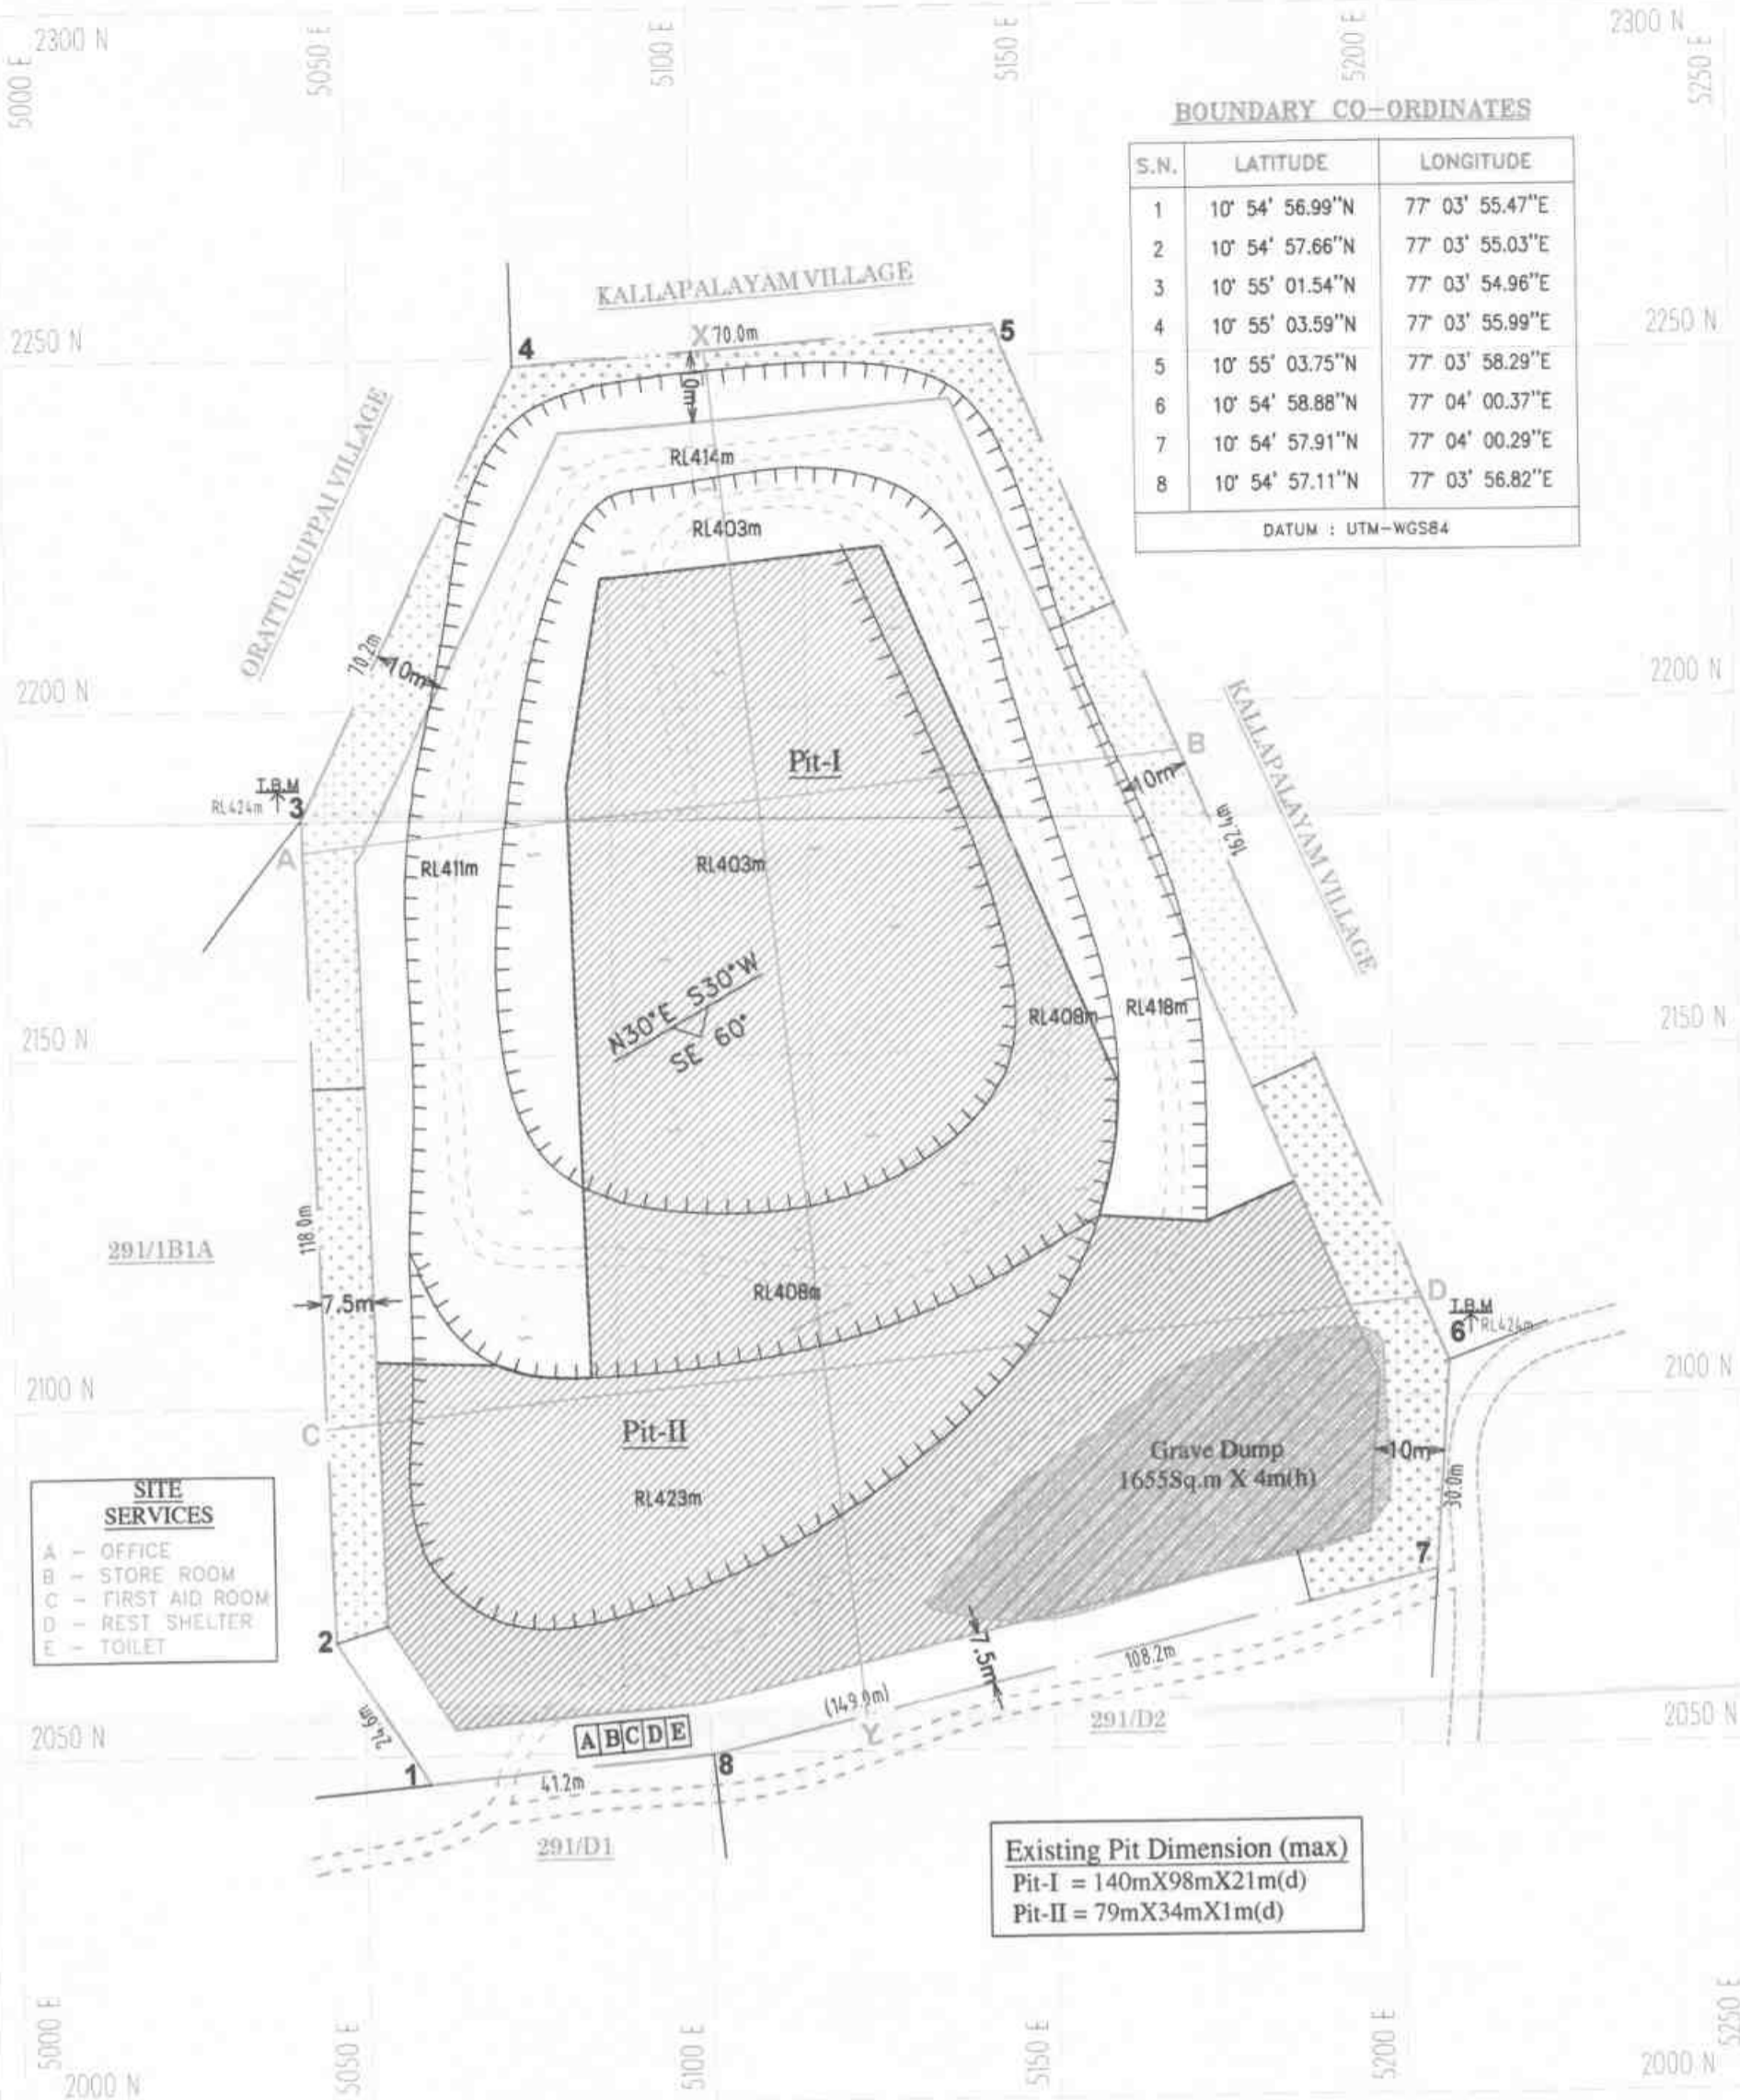 2300 N
5000 E
5050 E
5100 E
5150 E
5200 E
2300 N
5250 E
BOUNDARY CO-ORDINATES
S.N. LATITUDE LONGITUDE
1 10° 54' 56.99"N 77° 03' 55.47"E
2 10° 54' 57.66"N 77° 03' 55.03"E
3 10° 55' 01.54"N 77° 03' 54.96"E
4 10° 55' 03.59"N 77° 03' 55.99"E
5 10° 55' 03.75"N 77° 03' 58.29"E
6 10° 54' 58.88"N 77° 04' 00.37"E
7 10° 54' 57.91"N 77° 04' 00.29"E
8 10° 54' 57.11"N 77° 03' 56.82"E
DATUM : UTM-WGS84
KALLAPALAYAM VILLAGE
2250 N
4
X
70.0m
5
2250 N
0m
ORATTUKUPPAI VILLAGE
RL414m
RL403m
70.2m
10m
2200 N
2200 N
KALLAPALAYAM VILLAGE
Pit-I
B
10m
T.B.M
RL424m
3
162.4m
A
RL411m
RL403m
N30°E S30°W
SE 60°
RL408m
RL418m
2150 N
2150 N
118.0m
291/1B1A
7.5m
RL408m
D
T.B.M
6
RL424m
2100 N
2100 N
C
Pit-II
Grave Dump
1655Sq.m X 4m(h)
10m
30.0m
RL423m
SITE
SERVICES
A - OFFICE
B - STORE ROOM
C - FIRST AID ROOM
D - REST SHELTER
E - TOILET
7
2
7.5m
108.2m
24.6m
(149.0m)
Y
291/D2
2050 N
2050 N
A B C D E
1
41.2m
8
291/D1
Existing Pit Dimension (max)
Pit-I = 140mX98mX21m(d)
Pit-II = 79mX34mX1m(d)
5000 E
5050 E
5100 E
5150 E
5200 E
5250 E
2000 N
2000 N